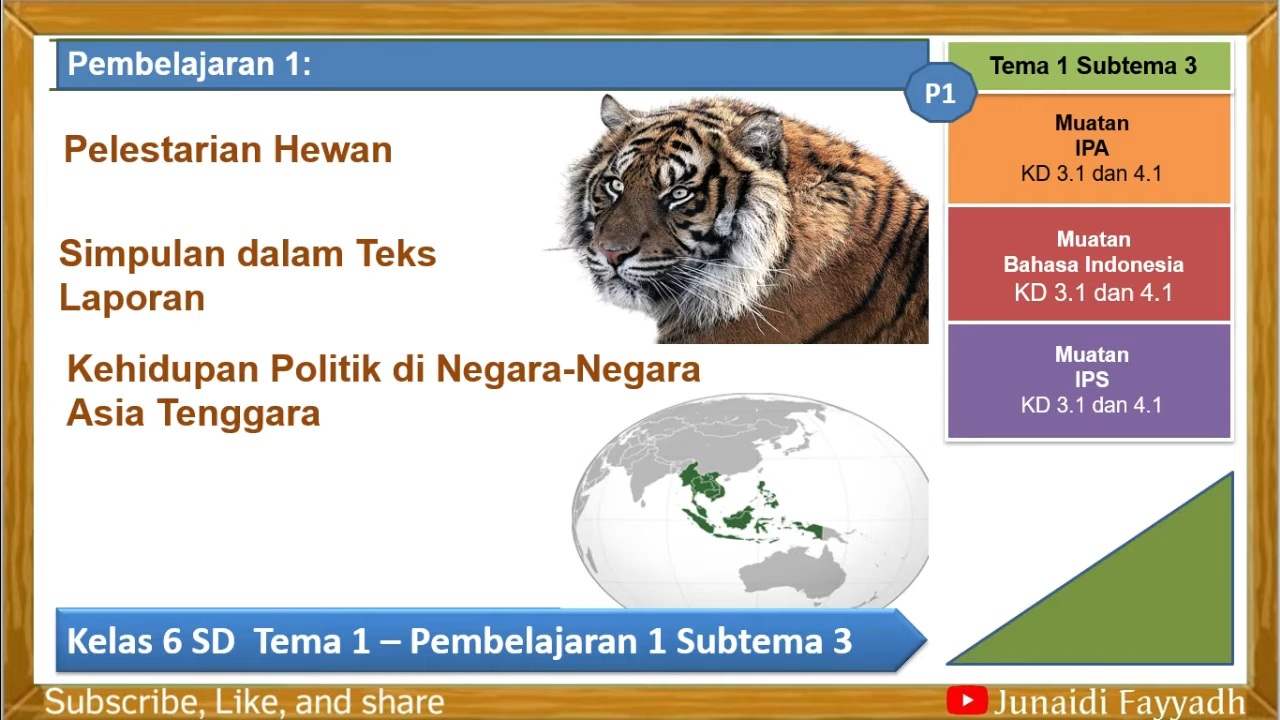 Pembelajaran 1:
Pelestarian Hewan
Simpulan dalam Teks
Laporan
Kehidupan Politik di Negara-Negara
Asia Tenggara
Kelas 6 SD Tema 1 – Pembelajaran 1 Subtema 3
P1
Tema 1 Subtema 3
Muatan
IPA
KD 3.1 dan 4.1
Muatan
Bahasa Indonesia
KD 3.1 dan 4.1
Muatan
IPS
KD 3.1 dan 4.1
Subscribe, Like, and share
Junaidi Fayyadh